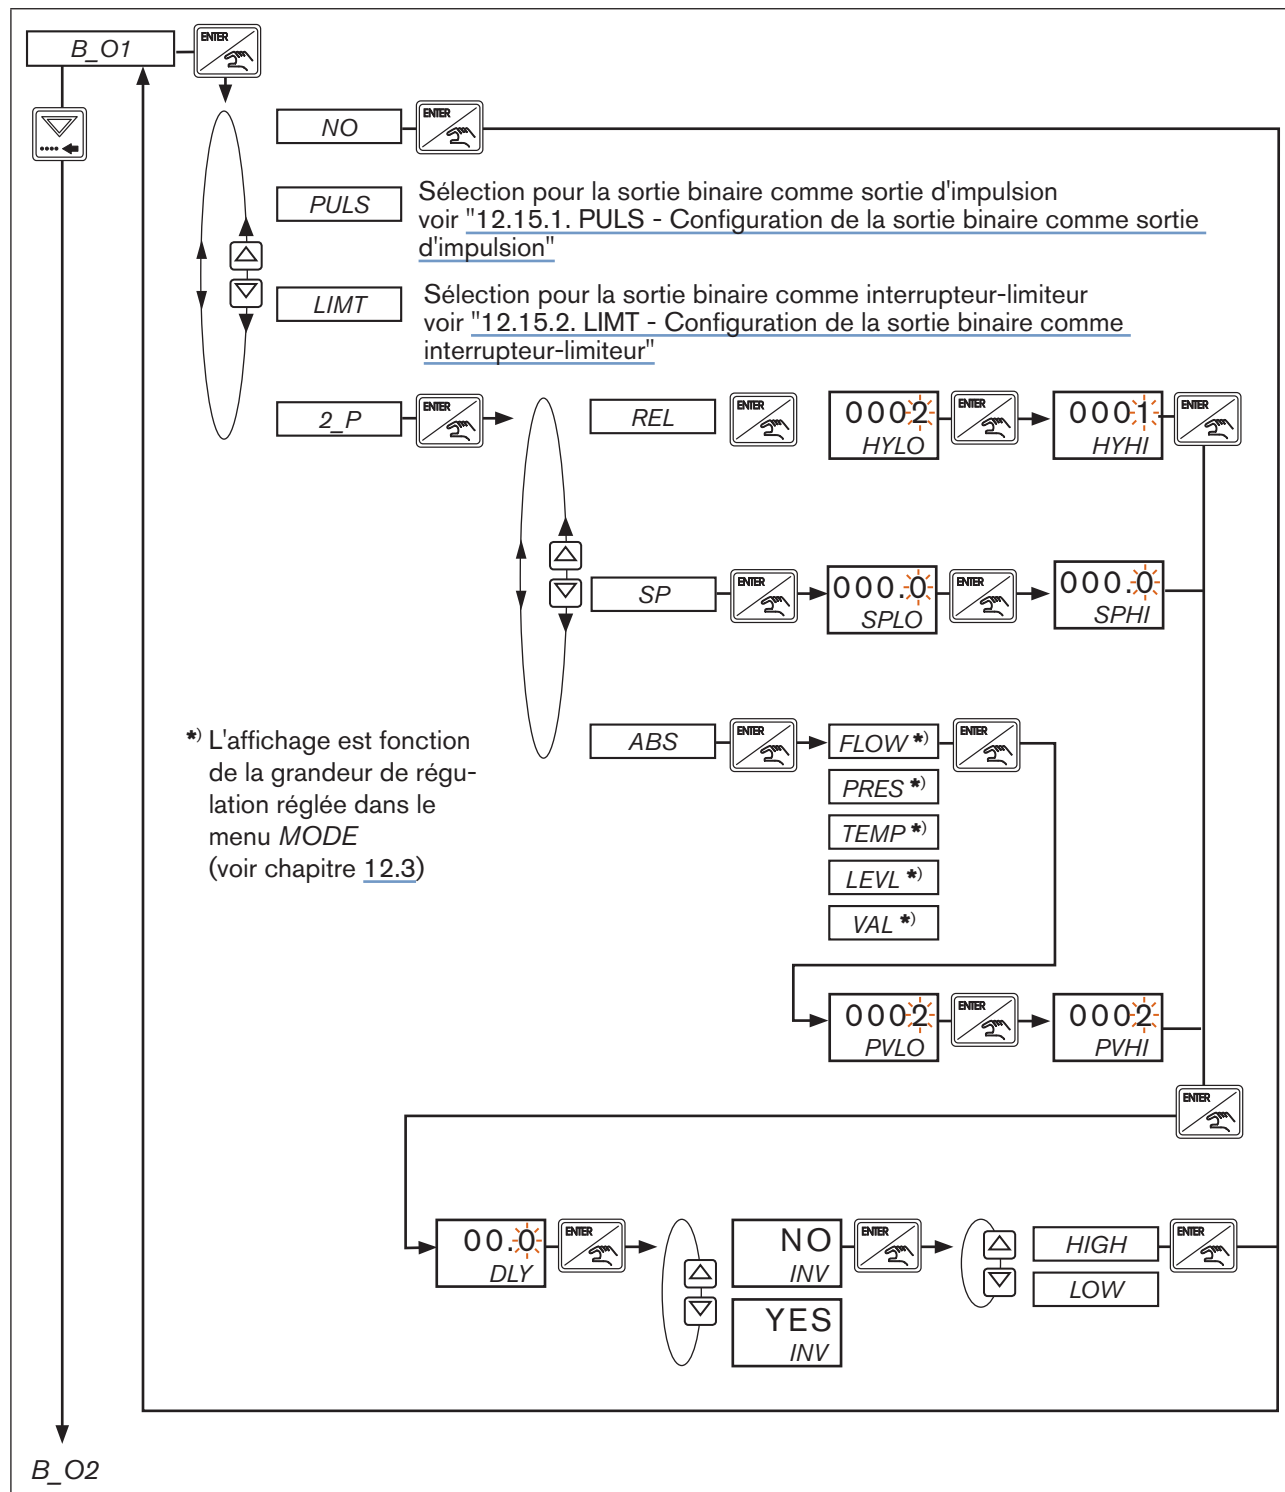 B_O1
ENTER
NO
ENTER
PULS
Sélection pour la sortie binaire comme sortie d'impulsion
voir "12.15.1. PULS - Configuration de la sortie binaire comme sortie
d'impulsion"
LIMT
Sélection pour la sortie binaire comme interrupteur-limiteur
voir "12.15.2. LIMT - Configuration de la sortie binaire comme
interrupteur-limiteur"
2_P
ENTER
REL
ENTER
0002
HYLO
ENTER
0001
HYHI
ENTER
SP
ENTER
000.0
SPLO
ENTER
000.0
SPHI
*) L'affichage est fonction
de la grandeur de régu-
lation réglée dans le
menu MODE
(voir chapitre 12.3)
ABS
ENTER
FLOW *)
ENTER
PRES *)
TEMP *)
LEVL *)
VAL *)
0002
PVLO
ENTER
0002
PVHI
ENTER
00.0
DLY
ENTER
NO
INV
ENTER
HIGH
ENTER
LOW
YES
INV
B_O2